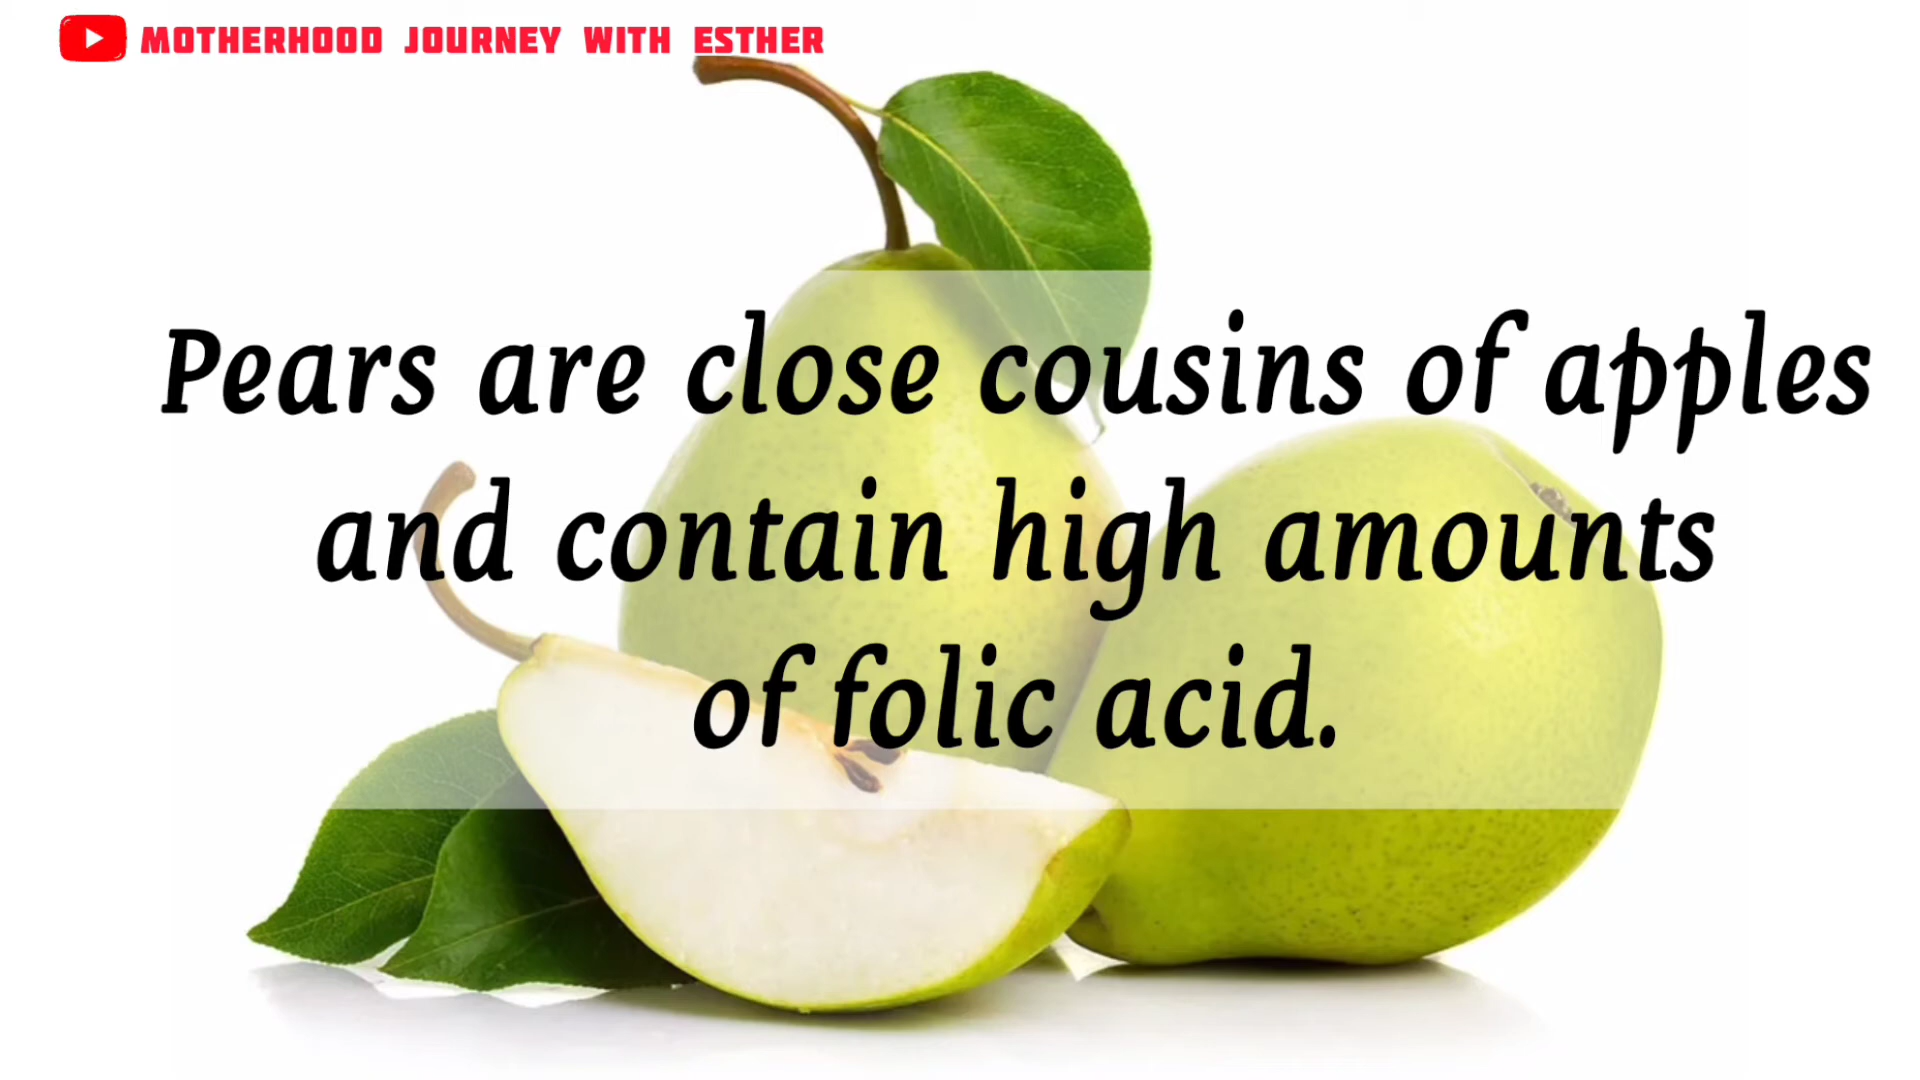 MOTHERHOOD JOURNEY WITH ESTHER
Pears are close cousins of apples
and contain high amounts
of folic acid.